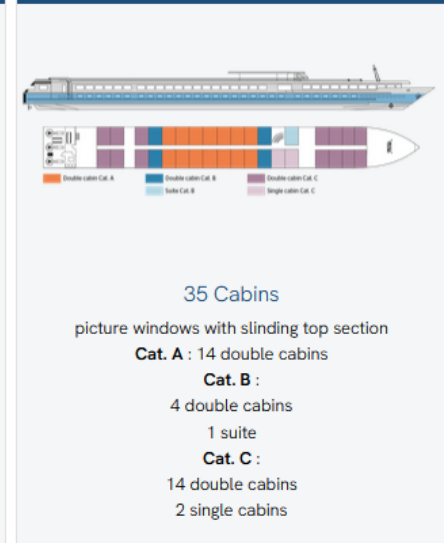 Double cabin Cat. A
Double cabin Cat. B
Double cabin Cat. C
Suite Cat. B
Single cabin Cat. C
35 Cabins
picture windows with slinding top section
Cat. A : 14 double cabins
Cat. B :
4 double cabins
1 suite
Cat. C :
14 double cabins
2 single cabins